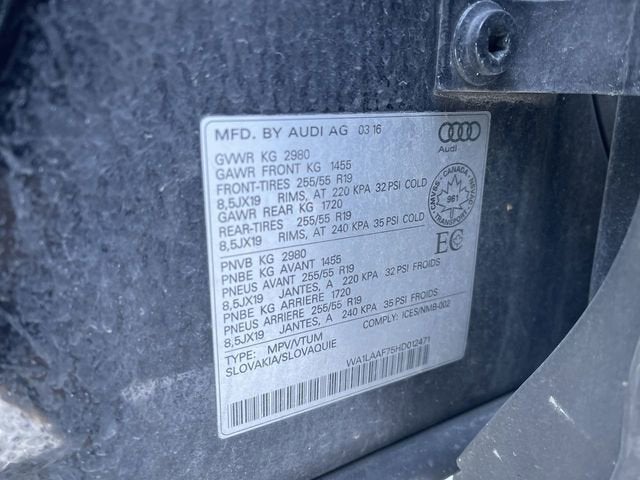 MFD. BY AUDI AG 03 16
Audi
GVWR KG 2980
GAWR FRONT KG 1455
FRONT-TIRES 255/55 R19
8,5JX19 RIMS, AT 220 KPA 32 PSI COLD
GAWR REAR KG 1720
REAR-TIRES 255/55 R19
8,5JX19 RIMS, AT 240 KPA 35 PSI COLD
CANADA
961
TRANSPORT
EC
PNVB KG 2980
PNBE KG AVANT 1455
PNEUS AVANT 255/55 R19
8,5JX19 JANTES, A 220 KPA 32 PSI FROIDS
PNBE KG ARRIERE 1720
PNEUS ARRIERE 255/55 R19
8,5JX19 JANTES, A 240 KPA 35 PSI FROIDS
COMPLY: ICES/NMB-002
TYPE: MPV/VTUM
SLOVAKIA/SLOVAQUIE
WA1LAAF75HD012471